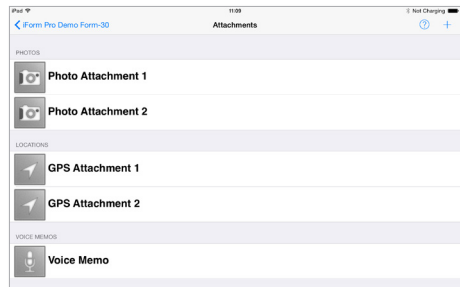 iPad 11:09 Not Charging
iForm Pro Demo Form-30 Attachments ?
PHOTOS
Photo Attachment 1
Photo Attachment 2
LOCATIONS
GPS Attachment 1
GPS Attachment 2
VOICE MEMOS
Voice Memo